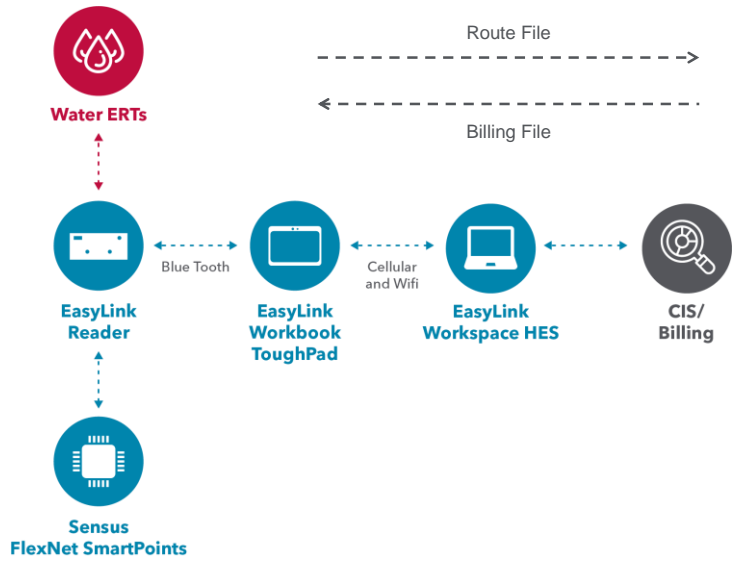 Route File
Billing File
Water ERTs
Blue Tooth
Cellular
and Wifi
EasyLink
Reader
EasyLink
Workbook
ToughPad
EasyLink
Workspace HES
CIS/
Billing
Sensus
FlexNet SmartPoints